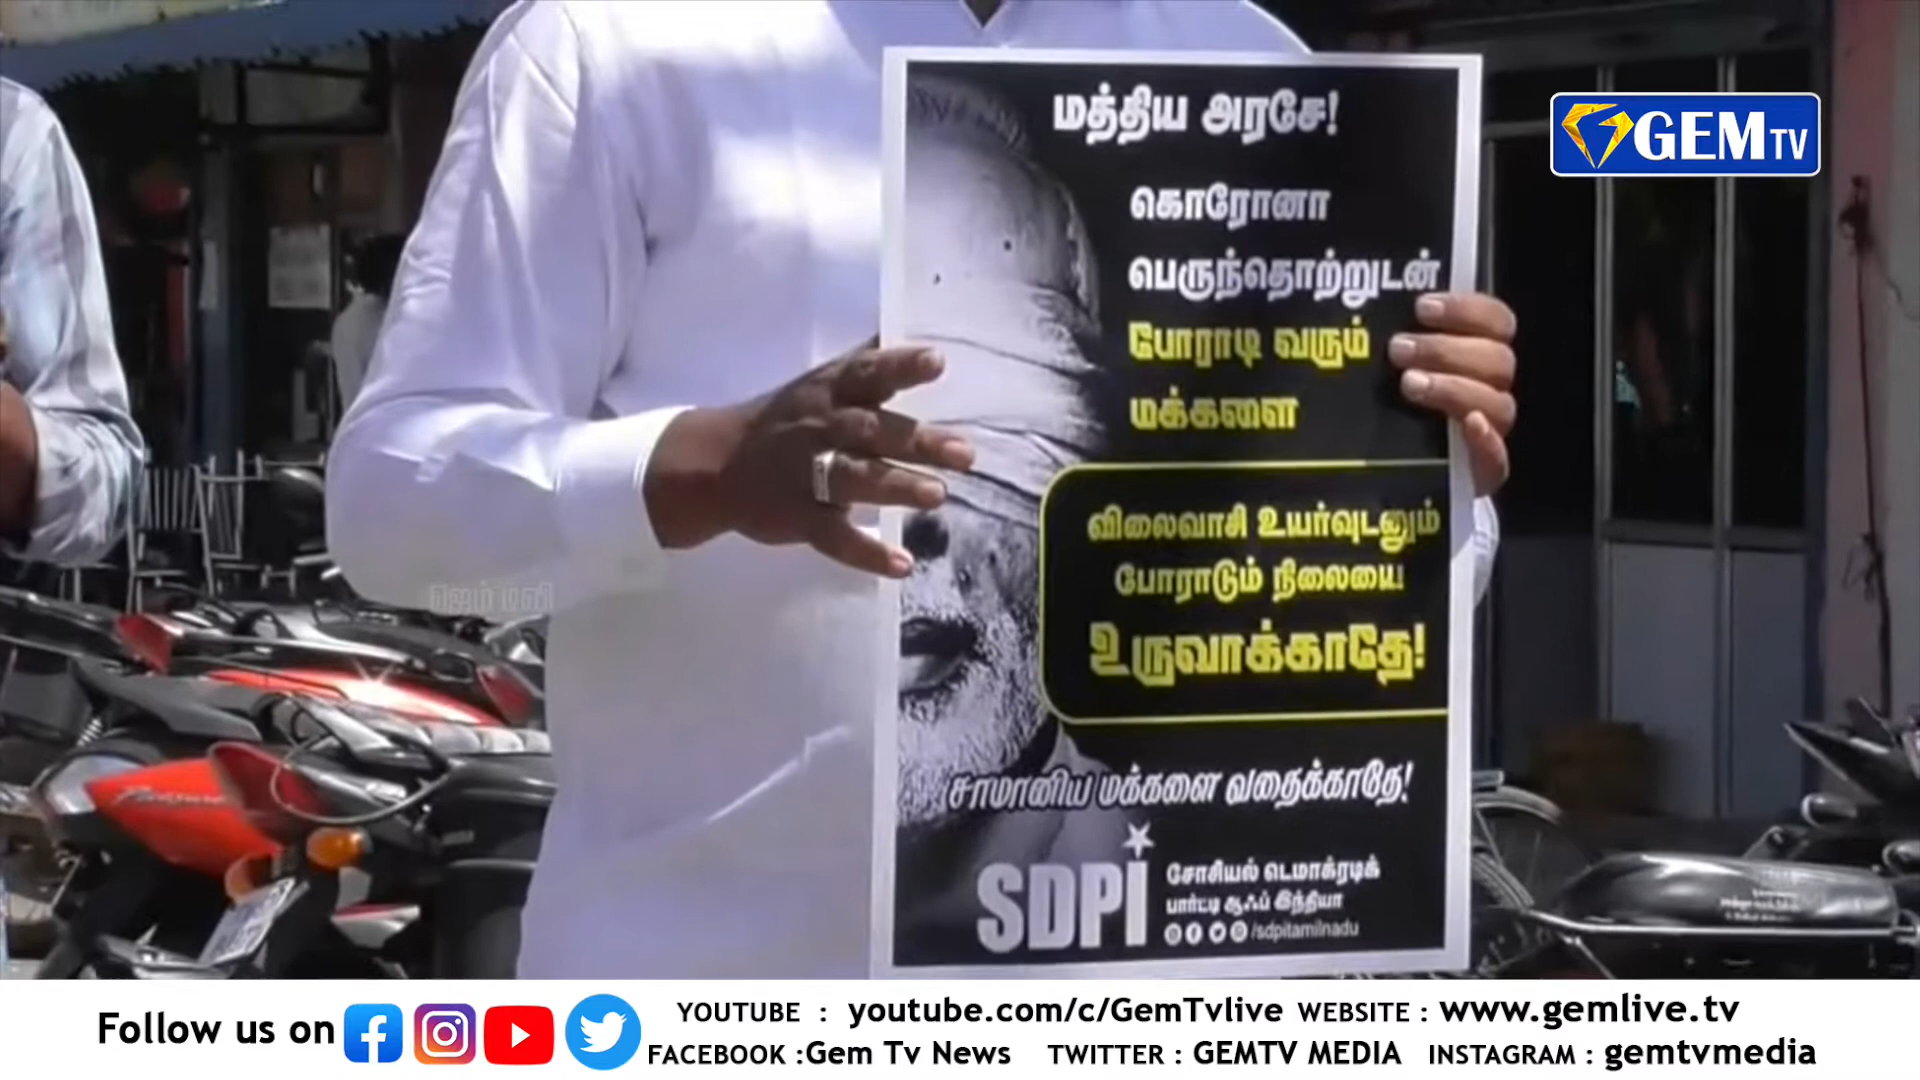 GEM TV
மத்திய அரசே!
கொரோனா
பெருந்தொற்றுடன்
போராடி வரும்
மக்களை
விலைவாசி உயர்வுடனும்
போராடும் நிலையை
உருவாக்காதே!
சாமானிய மக்களை வதைக்காதே!
SDPI
சோசியல் டெமாக்ரடிக்
பார்ட்டி ஆஃப் இந்தியா
/sdpitamilnadu
ஜெம் டிவி
Follow us on
YOUTUBE : youtube.com/c/GemTvlive WEBSITE : www.gemlive.tv
FACEBOOK :Gem Tv News TWITTER : GEMTV MEDIA INSTAGRAM : gemtvmedia